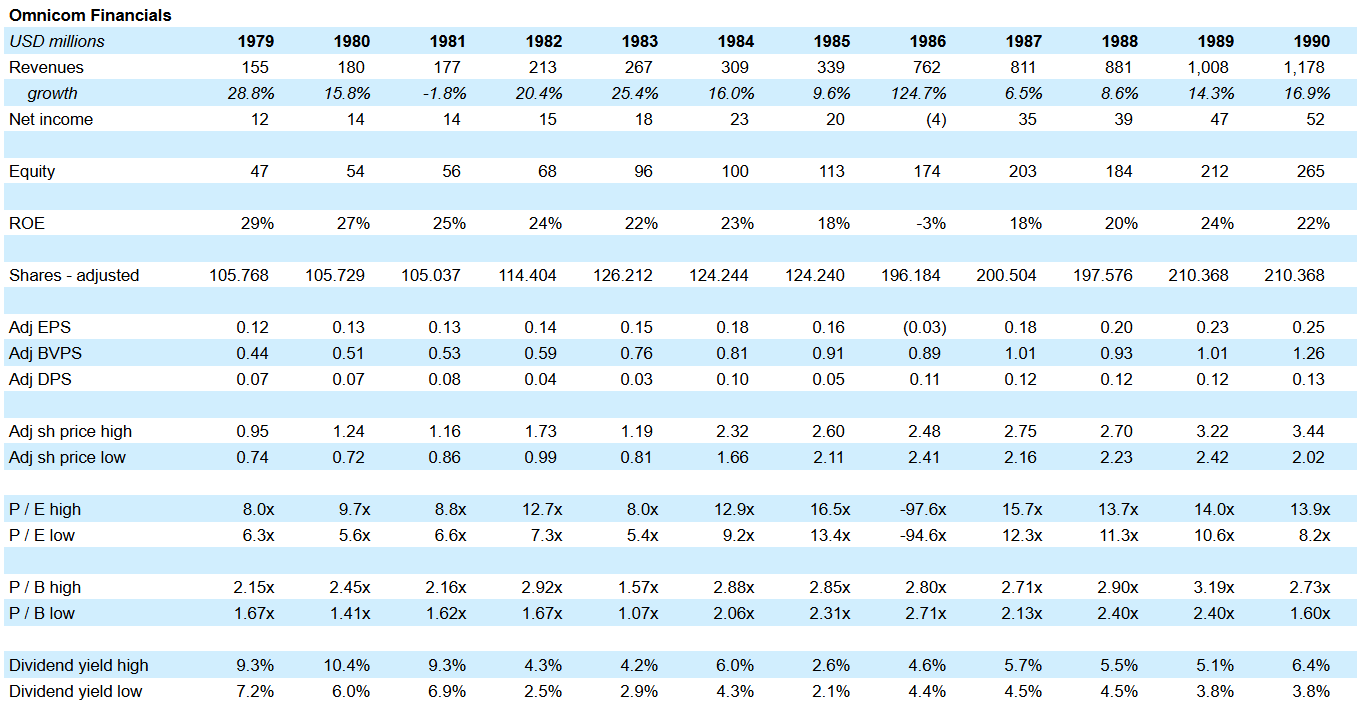 Omnicom Financials
USD millions 1979 1980 1981 1982 1983 1984 1985 1986 1987 1988 1989 1990
Revenues 155 180 177 213 267 309 339 762 811 881 1,008 1,178
growth 28.8% 15.8% -1.8% 20.4% 25.4% 16.0% 9.6% 124.7% 6.5% 8.6% 14.3% 16.9%
Net income 12 14 14 15 18 23 20 (4) 35 39 47 52
Equity 47 54 56 68 96 100 113 174 203 184 212 265
ROE 29% 27% 25% 24% 22% 23% 18% -3% 18% 20% 24% 22%
Shares - adjusted 105.768 105.729 105.037 114.404 126.212 124.244 124.240 196.184 200.504 197.576 210.368 210.368
Adj EPS 0.12 0.13 0.13 0.14 0.15 0.18 0.16 (0.03) 0.18 0.20 0.23 0.25
Adj BVPS 0.44 0.51 0.53 0.59 0.76 0.81 0.91 0.89 1.01 0.93 1.01 1.26
Adj DPS 0.07 0.07 0.08 0.04 0.03 0.10 0.05 0.11 0.12 0.12 0.12 0.13
Adj sh price high 0.95 1.24 1.16 1.73 1.19 2.32 2.60 2.48 2.75 2.70 3.22 3.44
Adj sh price low 0.74 0.72 0.86 0.99 0.81 1.66 2.11 2.41 2.16 2.23 2.42 2.02
P / E high 8.0x 9.7x 8.8x 12.7x 8.0x 12.9x 16.5x -97.6x 15.7x 13.7x 14.0x 13.9x
P / E low 6.3x 5.6x 6.6x 7.3x 5.4x 9.2x 13.4x -94.6x 12.3x 11.3x 10.6x 8.2x
P / B high 2.15x 2.45x 2.16x 2.92x 1.57x 2.88x 2.85x 2.80x 2.71x 2.90x 3.19x 2.73x
P / B low 1.67x 1.41x 1.62x 1.67x 1.07x 2.06x 2.31x 2.71x 2.13x 2.40x 2.40x 1.60x
Dividend yield high 9.3% 10.4% 9.3% 4.3% 4.2% 6.0% 2.6% 4.6% 5.7% 5.5% 5.1% 6.4%
Dividend yield low 7.2% 6.0% 6.9% 2.5% 2.9% 4.3% 2.1% 4.4% 4.5% 4.5% 3.8% 3.8%